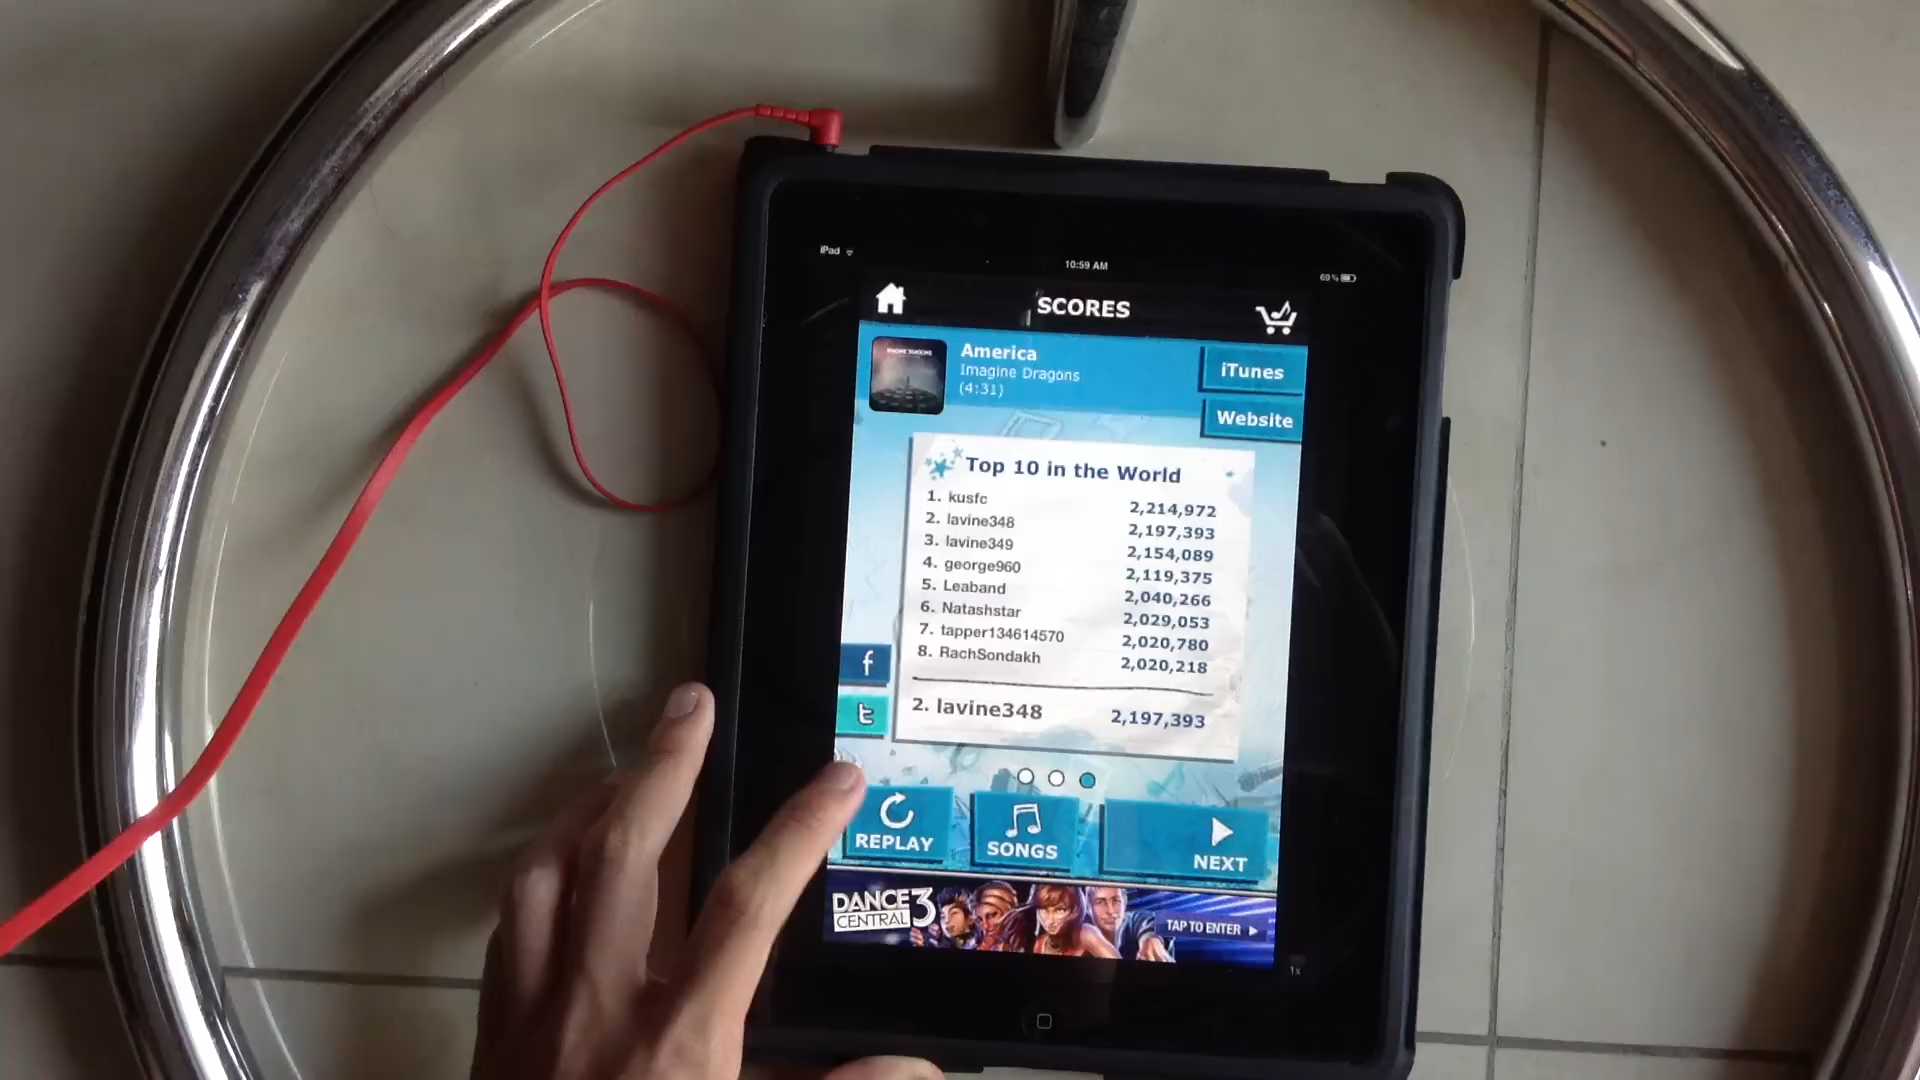 iPad
10:59 AM
69%
SCORES
America
Imagine Dragons
(4:31)
iTunes
Website
IMAGINE DRAGONS
Top 10 in the World
1. kusfc 2,214,972
2. lavine348 2,197,393
3. lavine349 2,154,089
4. george960 2,119,375
5. Leaband 2,040,266
6. Natashstar 2,029,053
7. tapper134614570 2,020,780
8. RachSondakh 2,020,218
2. lavine348 2,197,393
f
t
REPLAY
SONGS
NEXT
DANCE CENTRAL 3
TAP TO ENTER
1x